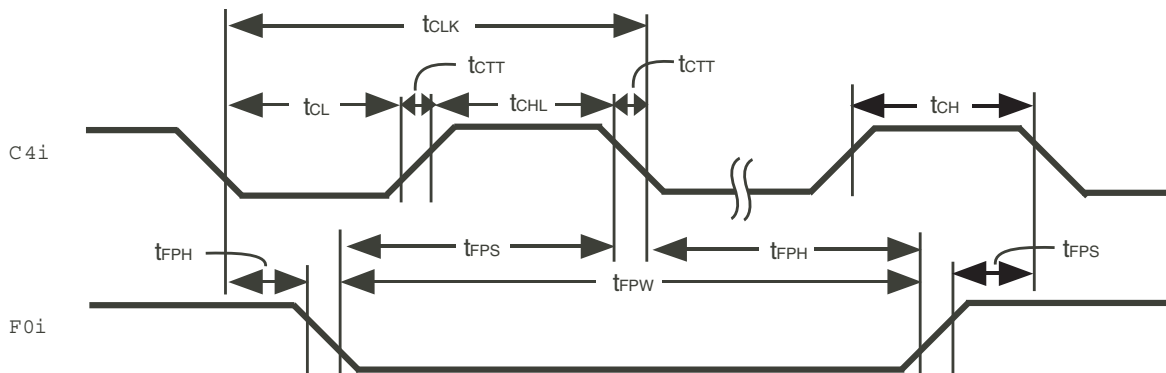 tCLK
tCTT
tCTT
tCL
tCHL
tCH
C4i
tFPH
tFPS
tFPH
tFPS
tFPW
F0i